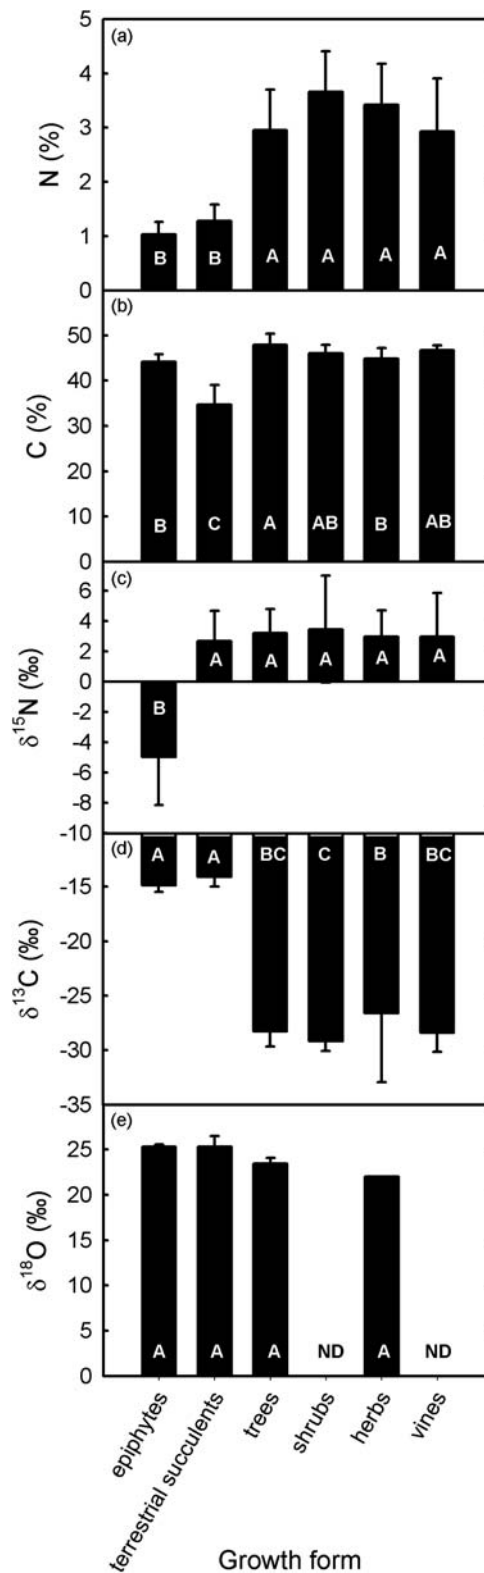 (a)
N (%)
5
4
3
2
1
0
B B A A A A
(b)
C (%)
50
40
30
20
10
0
B C A AB B AB
(c)
δ¹⁵N (‰)
6
4
2
0
-2
-4
-6
-8
A A A A A
B
-10
(d)
δ¹³C (‰)
A A BC C B BC
-15
-20
-25
-30
-35
(e)
δ¹⁸O (‰)
25
20
15
10
5
0
A A A ND A ND
epiphytes
terrestrial succulents
trees
shrubs
herbs
vines
Growth form